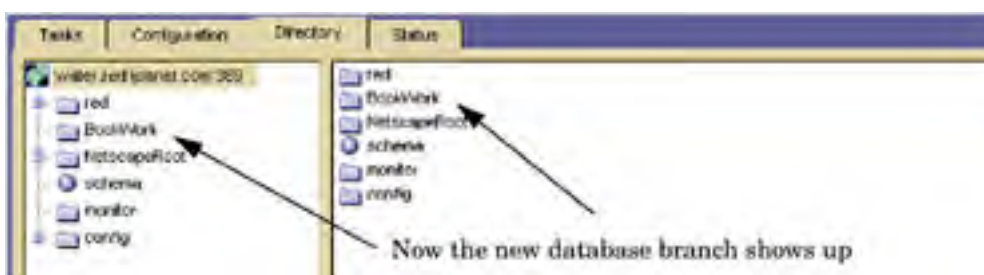 Tasks
Configuration
Directory
Status
red
BookWork
NetscapeRoot
schema
monitor
config
red
BookWork
NetscapeRoot
schema
monitor
config
Now the new database branch shows up